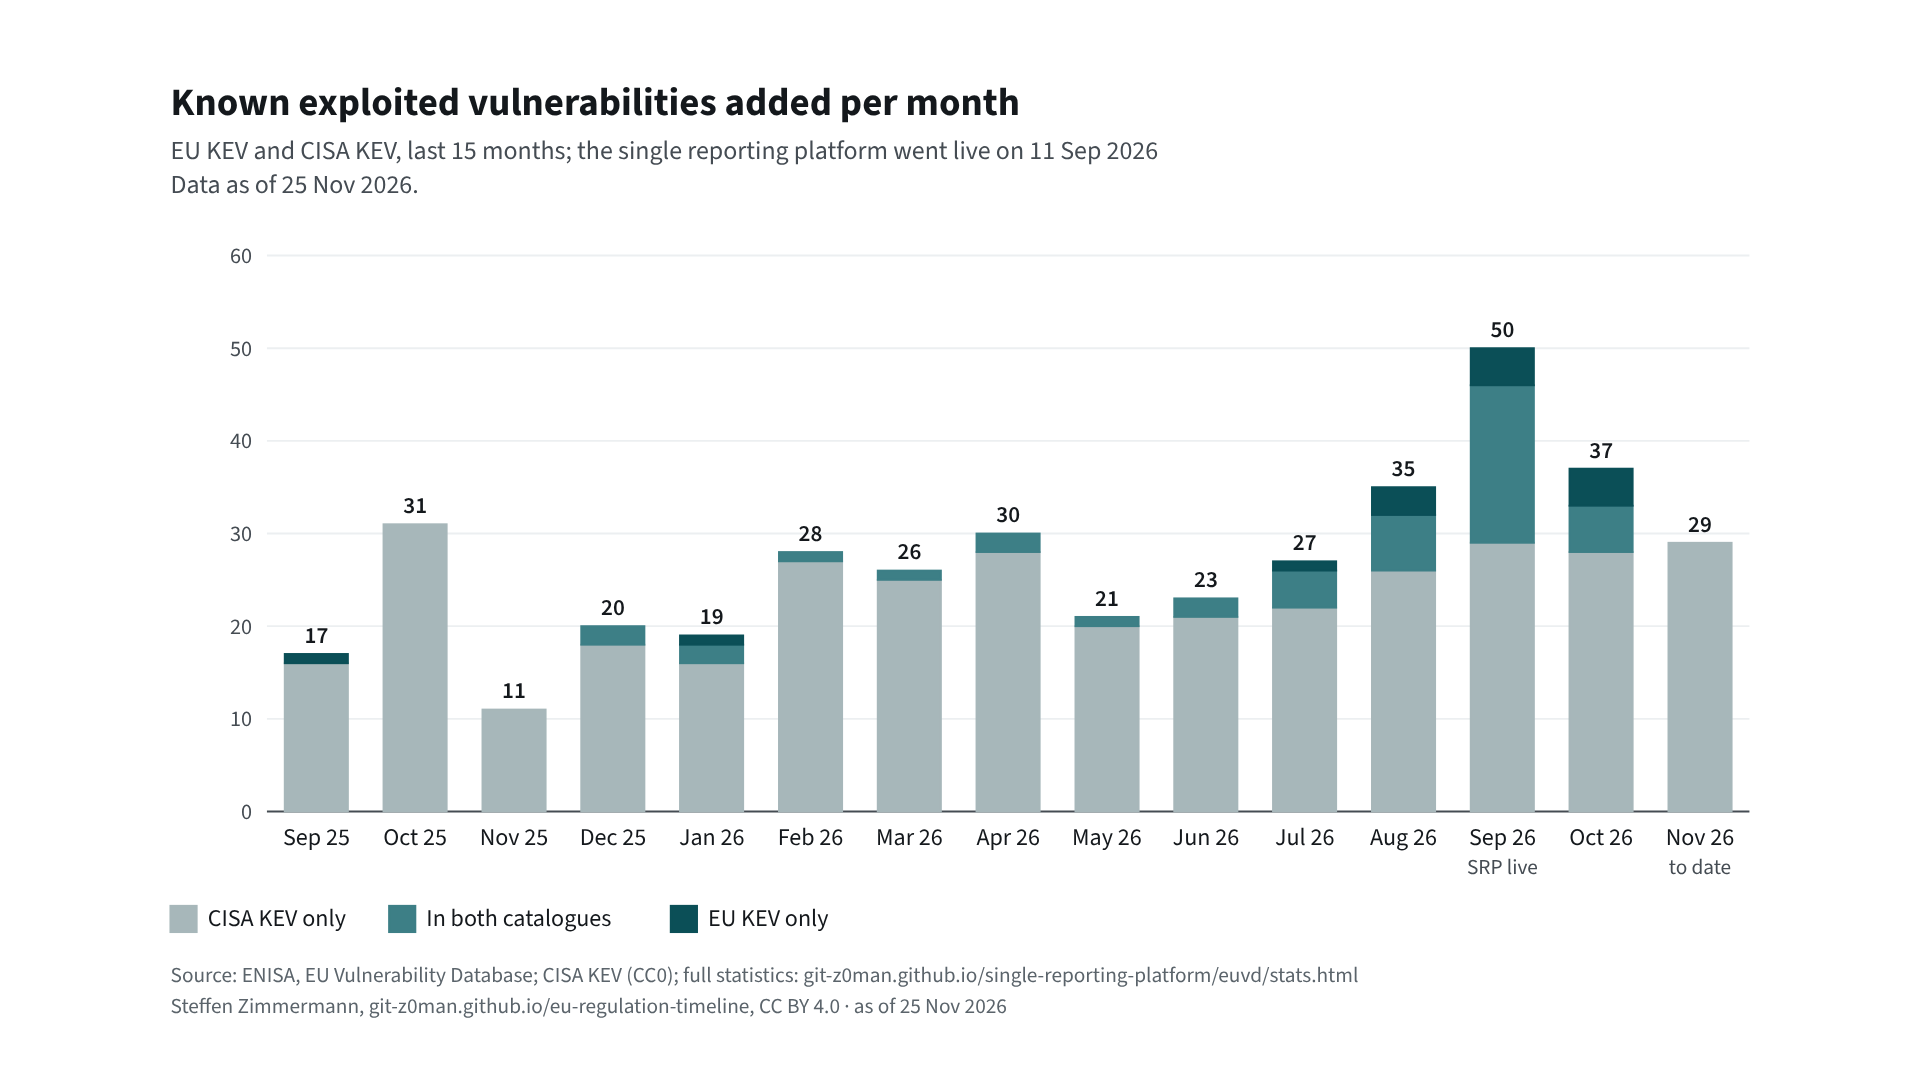 Known exploited vulnerabilities added per month
EU KEV and CISA KEV, last 15 months; the single reporting platform went live on 11 Sep 2026
Data as of 25 Nov 2026.
60
50
40
30
20
10
0
17
31
11
20
19
28
26
30
21
23
27
35
50
37
29
Sep 25
Oct 25
Nov 25
Dec 25
Jan 26
Feb 26
Mar 26
Apr 26
May 26
Jun 26
Jul 26
Aug 26
Sep 26
SRP live
Oct 26
Nov 26
to date
CISA KEV only
In both catalogues
EU KEV only
Source: ENISA, EU Vulnerability Database; CISA KEV (CC0); full statistics: git-z0man.github.io/single-reporting-platform/euvd/stats.html
Steffen Zimmermann, git-z0man.github.io/eu-regulation-timeline, CC BY 4.0 · as of 25 Nov 2026